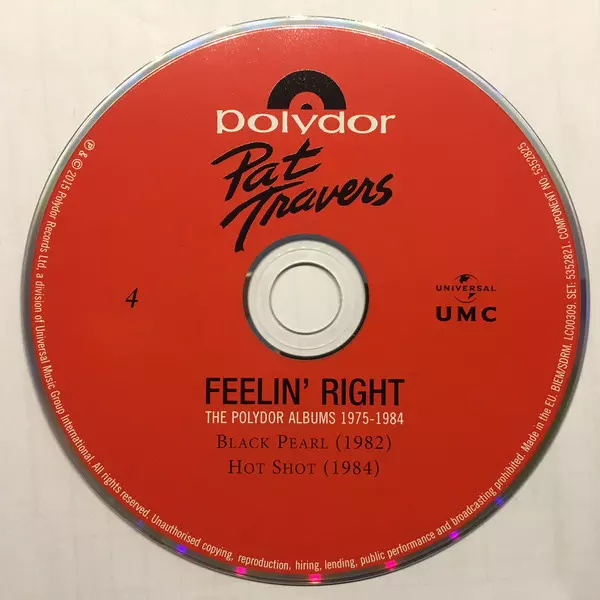 polydor
Pat
Travers
4
UNIVERSAL
UMC
FEELIN' RIGHT
THE POLYDOR ALBUMS 1975-1984
BLACK PEARL (1982)
HOT SHOT (1984)
℗ & © 2015 Polydor Records Ltd. a division of Universal Music Group International. All rights reserved. Unauthorised copying, reproduction, hiring, lending, public performance and broadcasting prohibited. Made in the EU. BIEM/SDRM. LC00309. SET: 5352821. COMPONENT NO: 5352825